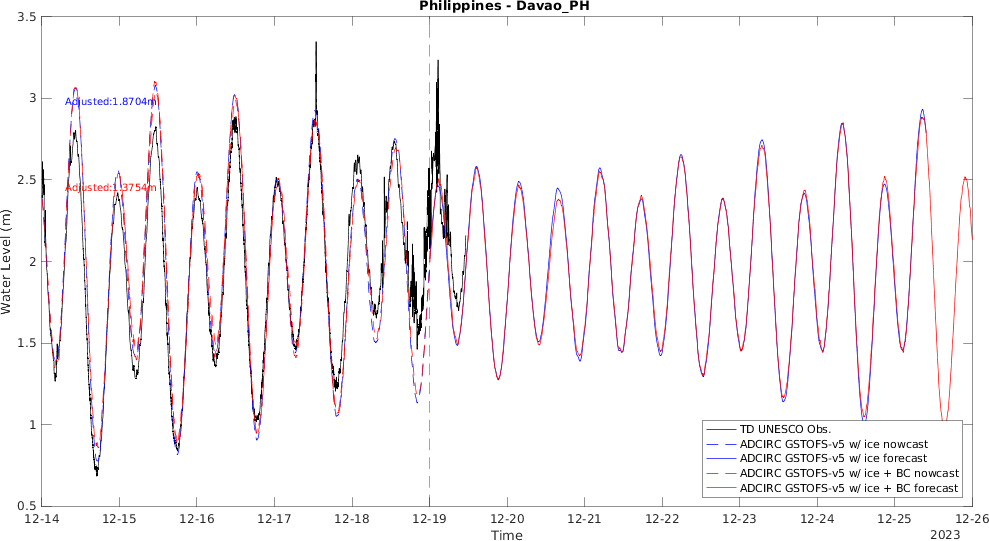 Philippines - Davao_PH
3.5
3
2.5
2
1.5
1
0.5
Water Level (m)
Adjusted:1.8704m
Adjusted:1.3754m
TD UNESCO Obs.
ADCIRC GSTOFS-v5 w/ ice nowcast
ADCIRC GSTOFS-v5 w/ ice forecast
ADCIRC GSTOFS-v5 w/ ice + BC nowcast
ADCIRC GSTOFS-v5 w/ ice + BC forecast
12-14 12-15 12-16 12-17 12-18 12-19 12-20 12-21 12-22 12-23 12-24 12-25 12-26
Time
2023